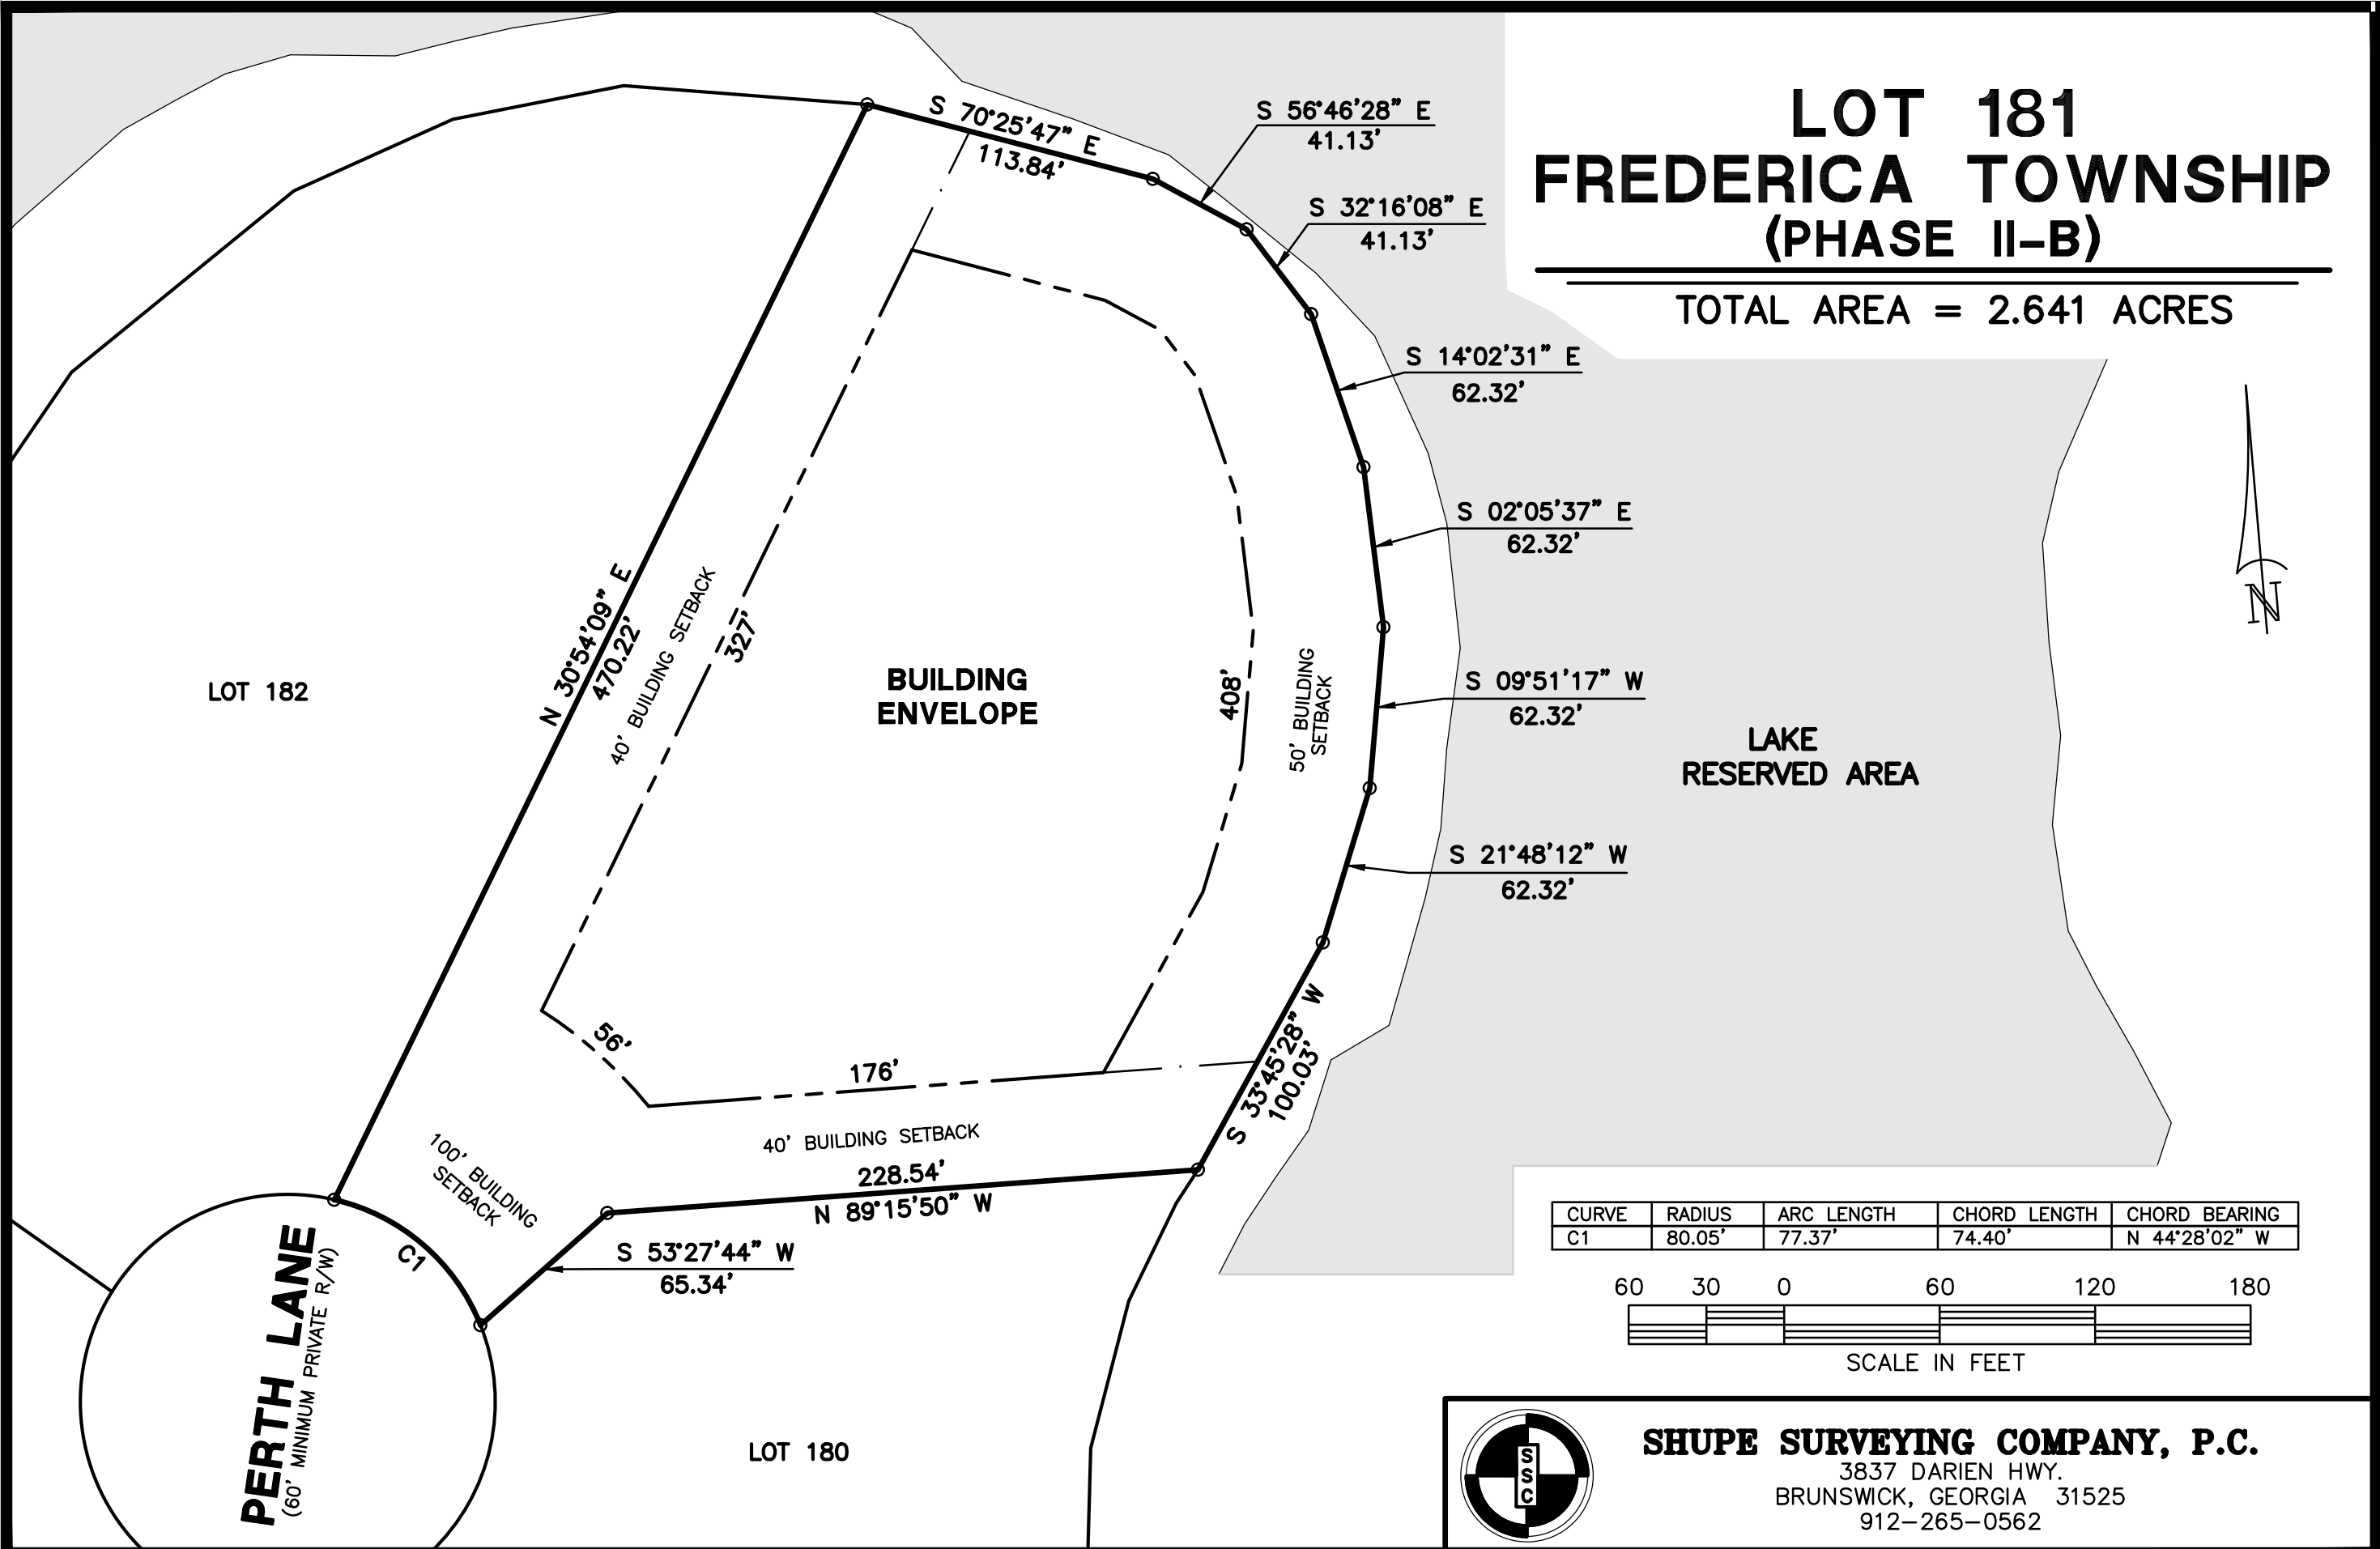 LOT 181
FREDERICA TOWNSHIP
(PHASE II-B)
TOTAL AREA = 2.641 ACRES
S 70°25'47" E
113.84'
S 56°46'28" E
41.13'
S 32°16'08" E
41.13'
S 14°02'31" E
62.32'
S 02°05'37" E
62.32'
S 09°51'17" W
62.32'
S 21°48'12" W
62.32'
S 33°45'28" W
100.03'
N 30°54'09" E
470.22'
40' BUILDING SETBACK
327'
LOT 182
BUILDING
ENVELOPE
408'
50' BUILDING
SETBACK
LAKE
RESERVED AREA
N
56'
176'
40' BUILDING SETBACK
228.54'
N 89°15'50" W
100' BUILDING
SETBACK
S 53°27'44" W
65.34'
C1
PERTH LANE
(60' MINIMUM PRIVATE R/W)
LOT 180
CURVE RADIUS ARC LENGTH CHORD LENGTH CHORD BEARING
C1 80.05' 77.37' 74.40' N 44°28'02" W
60 30 0 60 120 180
SCALE IN FEET
S
S
C
SHUPE SURVEYING COMPANY, P.C.
3837 DARIEN HWY.
BRUNSWICK, GEORGIA 31525
912-265-0562